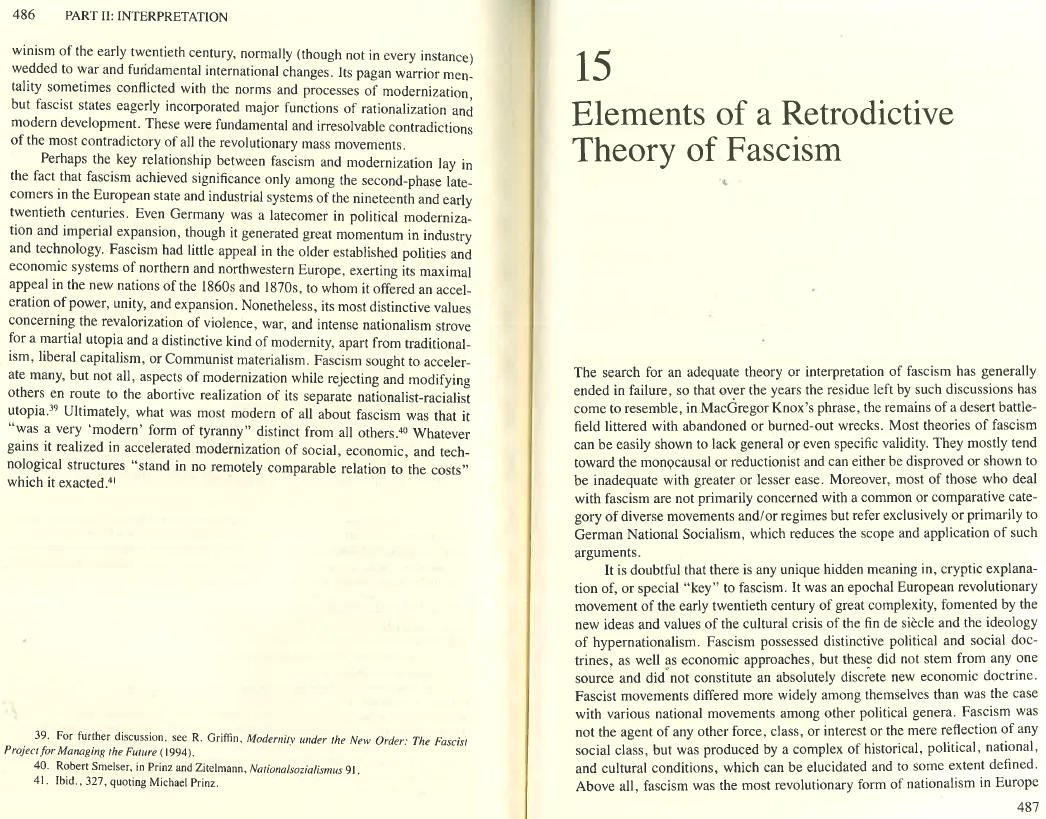 486 PART II: INTERPRETATION
winism of the early twentieth century, normally (though not in every instance)
wedded to war and fundamental international changes. Its pagan warrior men-
tality sometimes conflicted with the norms and processes of modernization,
but fascist states eagerly incorporated major functions of rationalization and
modern development. These were fundamental and irresolvable contradictions
of the most contradictory of all the revolutionary mass movements.
Perhaps the key relationship between fascism and modernization lay in
the fact that fascism achieved significance only among the second-phase late-
comers in the European state and industrial systems of the nineteenth and early
twentieth centuries. Even Germany was a latecomer in political moderniza-
tion and imperial expansion, though it generated great momentum in industry
and technology. Fascism had little appeal in the older established polities and
economic systems of northern and northwestern Europe, exerting its maximal
appeal in the new nations of the 1860s and 1870s, to whom it offered an accel-
eration of power, unity, and expansion. Nonetheless, its most distinctive values
concerning the revalorization of violence, war, and intense nationalism strove
for a martial utopia and a distinctive kind of modernity, apart from traditional-
ism, liberal capitalism, or Communist materialism. Fascism sought to acceler-
ate many, but not all, aspects of modernization while rejecting and modifying
others en route to the abortive realization of its separate nationalist-racialist
utopia.³⁹ Ultimately, what was most modern of all about fascism was that it
“was a very ‘modern’ form of tyranny” distinct from all others.⁴⁰ Whatever
gains it realized in accelerated modernization of social, economic, and tech-
nological structures “stand in no remotely comparable relation to the costs”
which it exacted.⁴¹
39. For further discussion, see R. Griffin, Modernity under the New Order: The Fascist
Project for Managing the Future (1994).
40. Robert Smelser, in Prinz and Zitelmann, Nationalsozialismus 91.
41. Ibid., 327, quoting Michael Prinz.
15
Elements of a Retrodictive
Theory of Fascism
The search for an adequate theory or interpretation of fascism has generally
ended in failure, so that over the years the residue left by such discussions has
come to resemble, in MacGregor Knox’s phrase, the remains of a desert battle-
field littered with abandoned or burned-out wrecks. Most theories of fascism
can be easily shown to lack general or even specific validity. They mostly tend
toward the monocausal or reductionist and can either be disproved or shown to
be inadequate with greater or lesser ease. Moreover, most of those who deal
with fascism are not primarily concerned with a common or comparative cate-
gory of diverse movements and/or regimes but refer exclusively or primarily to
German National Socialism, which reduces the scope and application of such
arguments.
It is doubtful that there is any unique hidden meaning in, cryptic explana-
tion of, or special “key” to fascism. It was an epochal European revolutionary
movement of the early twentieth century of great complexity, fomented by the
new ideas and values of the cultural crisis of the fin de siècle and the ideology
of hypernationalism. Fascism possessed distinctive political and social doc-
trines, as well as economic approaches, but these did not stem from any one
source and did not constitute an absolutely discrete new economic doctrine.
Fascist movements differed more widely among themselves than was the case
with various national movements among other political genera. Fascism was
not the agent of any other force, class, or interest or the mere reflection of any
social class, but was produced by a complex of historical, political, national,
and cultural conditions, which can be elucidated and to some extent defined.
Above all, fascism was the most revolutionary form of nationalism in Europe
487